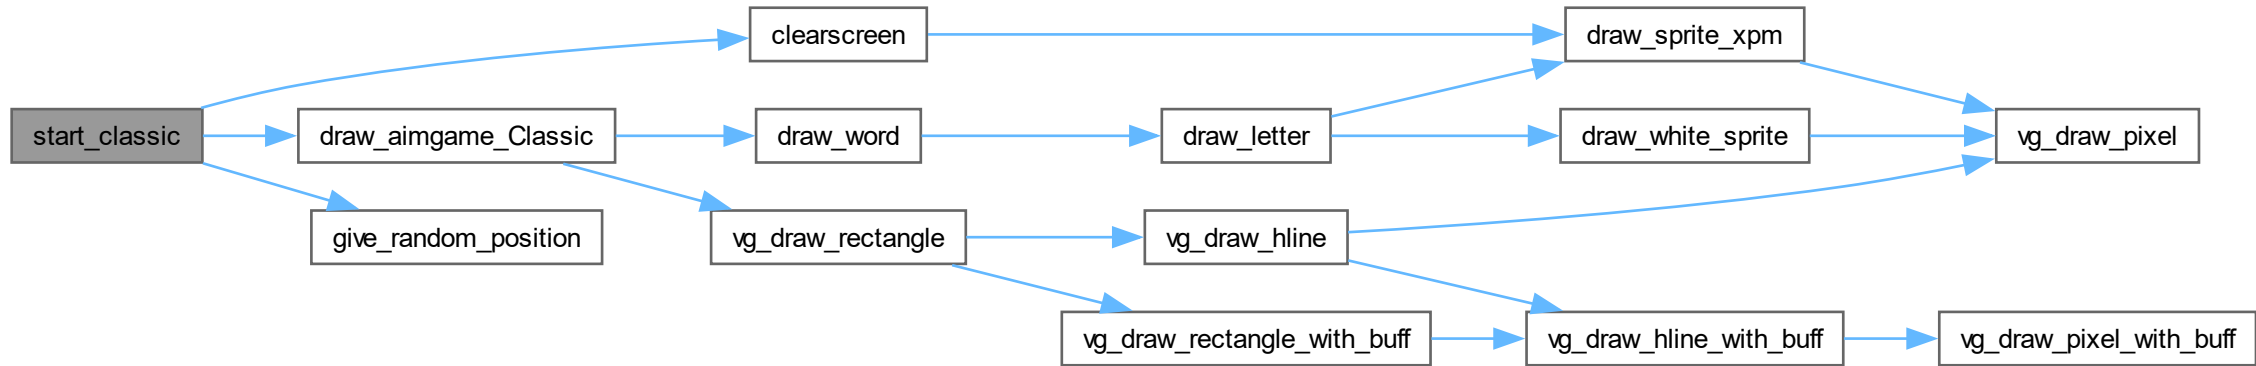 clearscreen
draw_sprite_xpm
start_classic
draw_aimgame_Classic
draw_word
draw_letter
draw_white_sprite
vg_draw_pixel
give_random_position
vg_draw_rectangle
vg_draw_hline
vg_draw_rectangle_with_buff
vg_draw_hline_with_buff
vg_draw_pixel_with_buff